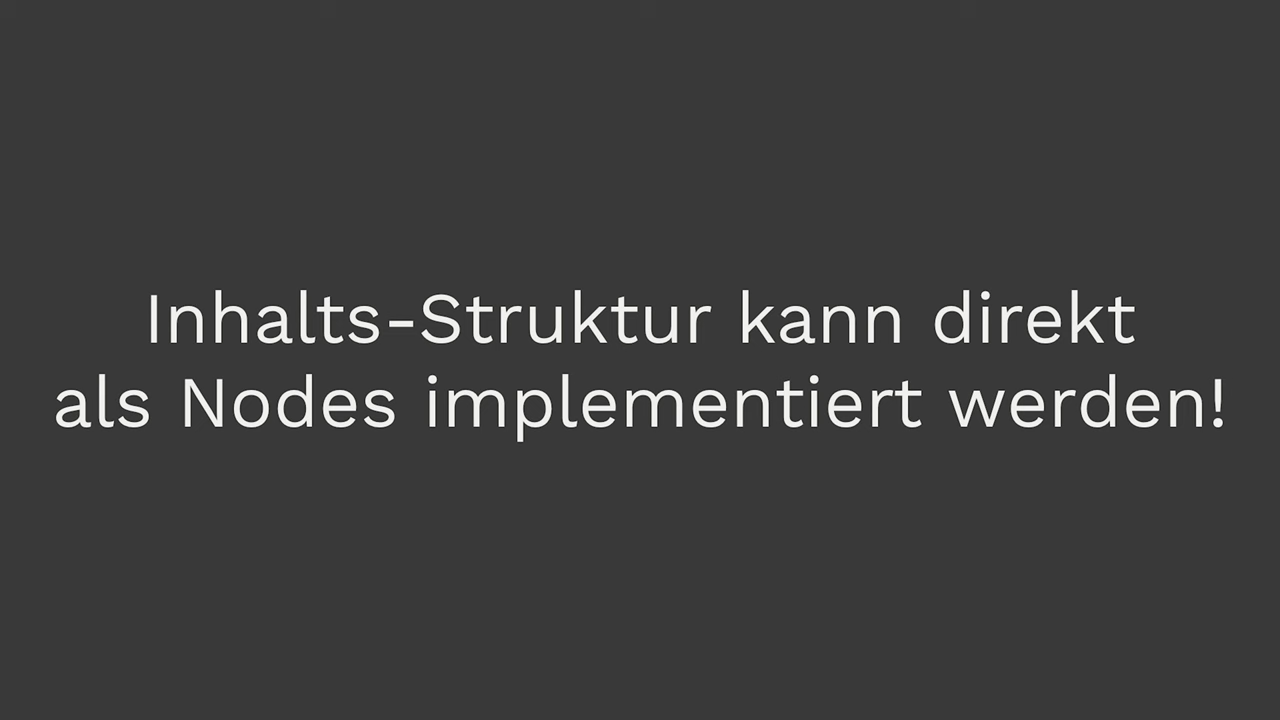 Inhalts-Struktur kann direkt
als Nodes implementiert werden!